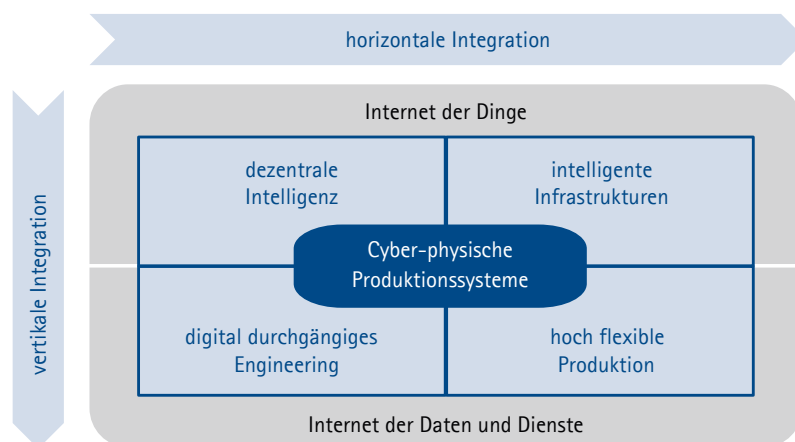 horizontale Integration
vertikale Integration
Internet der Dinge
dezentrale
Intelligenz
intelligente
Infrastrukturen
Cyber-physische
Produktionssysteme
digital durchgängiges
Engineering
hoch flexible
Produktion
Internet der Daten und Dienste